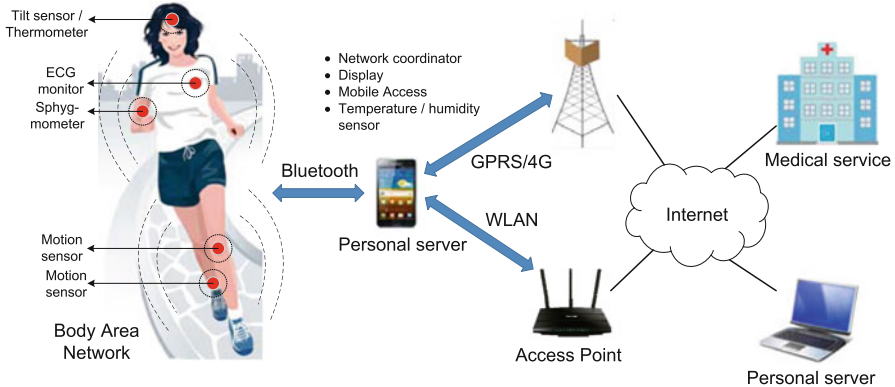 Tilt sensor /
Thermometer
ECG
monitor
Sphyg-
mometer
Motion
sensor
Motion
sensor
Body Area
Network
Bluetooth
• Network coordinator
• Display
• Mobile Access
• Temperature / humidity
sensor
Personal server
GPRS/4G
WLAN
Access Point
Internet
Medical service
Personal server